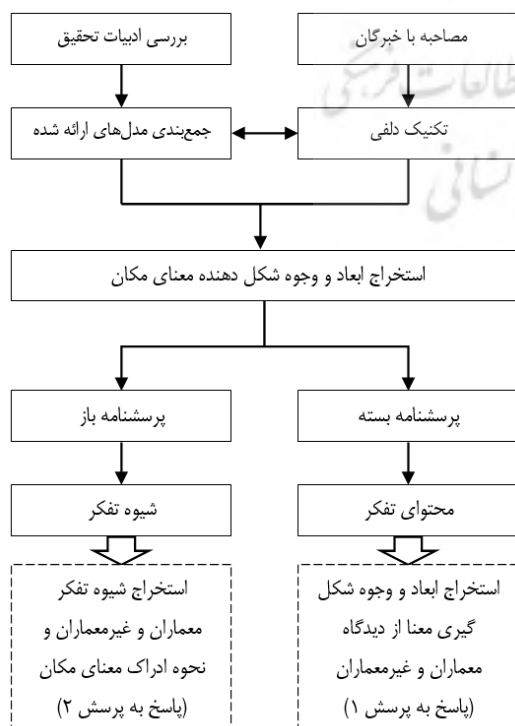 مصاحبه با خبرگان
بررسی ادبیات تحقیق
تکنیک دلفی
جمع‌بندی مدل‌های ارائه شده
استخراج ابعاد و وجوه شکل دهنده معنای مکان
پرسشنامه بسته
پرسشنامه باز
محتوای تفکر
شیوه تفکر
استخراج ابعاد و وجوه شکل
گیری معنا از دیدگاه
معماران و غیرمعماران
(پاسخ به پرسش ۱)
استخراج شیوه تفکر
معماران و غیرمعماران و
نحوه ادراک معنای مکان
(پاسخ به پرسش ۲)